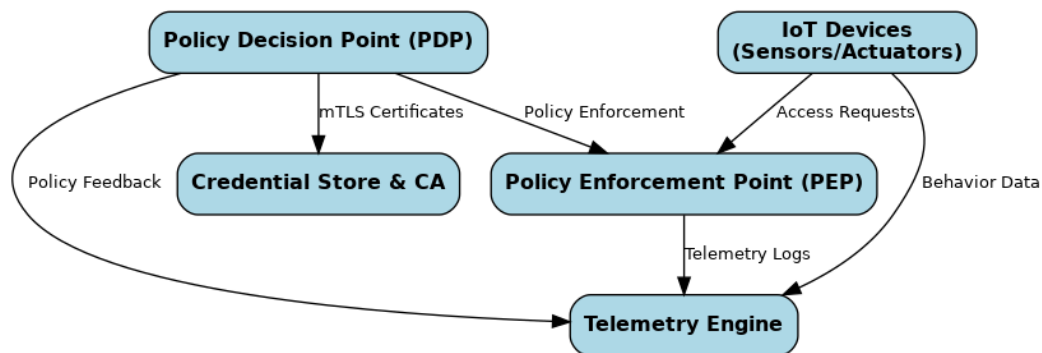 Policy Decision Point (PDP)
IoT Devices
(Sensors/Actuators)
mTLS Certificates
Policy Enforcement
Access Requests
Policy Feedback
Credential Store & CA
Policy Enforcement Point (PEP)
Behavior Data
Telemetry Logs
Telemetry Engine